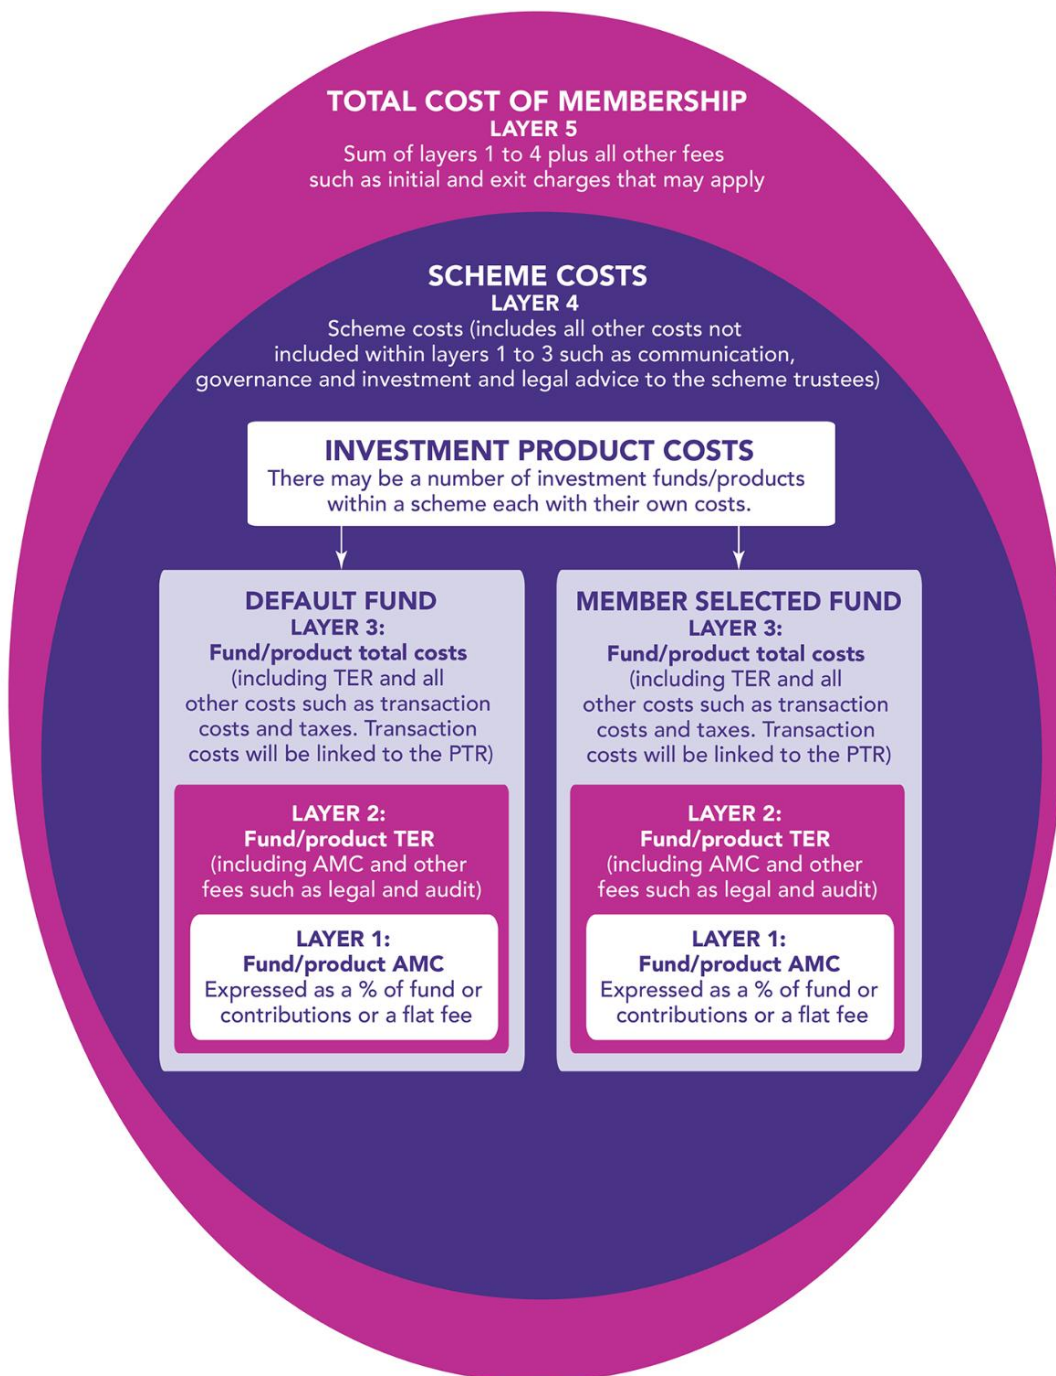 TOTAL COST OF MEMBERSHIP
LAYER 5
Sum of layers 1 to 4 plus all other fees
such as initial and exit charges that may apply
SCHEME COSTS
LAYER 4
Scheme costs (includes all other costs not
included within layers 1 to 3 such as communication,
governance and investment and legal advice to the scheme trustees)
INVESTMENT PRODUCT COSTS
There may be a number of investment funds/products
within a scheme each with their own costs.
DEFAULT FUND
LAYER 3:
Fund/product total costs
(including TER and all
other costs such as transaction
costs and taxes. Transaction
costs will be linked to the PTR)
LAYER 2:
Fund/product TER
(including AMC and other
fees such as legal and audit)
LAYER 1:
Fund/product AMC
Expressed as a % of fund or
contributions or a flat fee
MEMBER SELECTED FUND
LAYER 3:
Fund/product total costs
(including TER and all
other costs such as transaction
costs and taxes. Transaction
costs will be linked to the PTR)
LAYER 2:
Fund/product TER
(including AMC and other
fees such as legal and audit)
LAYER 1:
Fund/product AMC
Expressed as a % of fund or
contributions or a flat fee